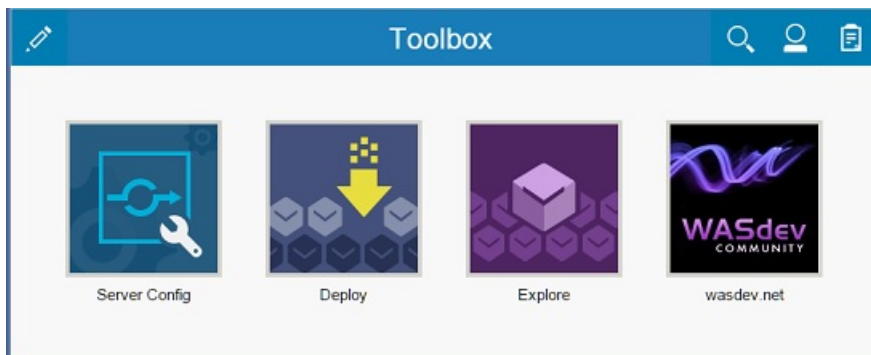 Toolbox
WASdev
COMMUNITY
Server Config
Deploy
Explore
wasdev.net